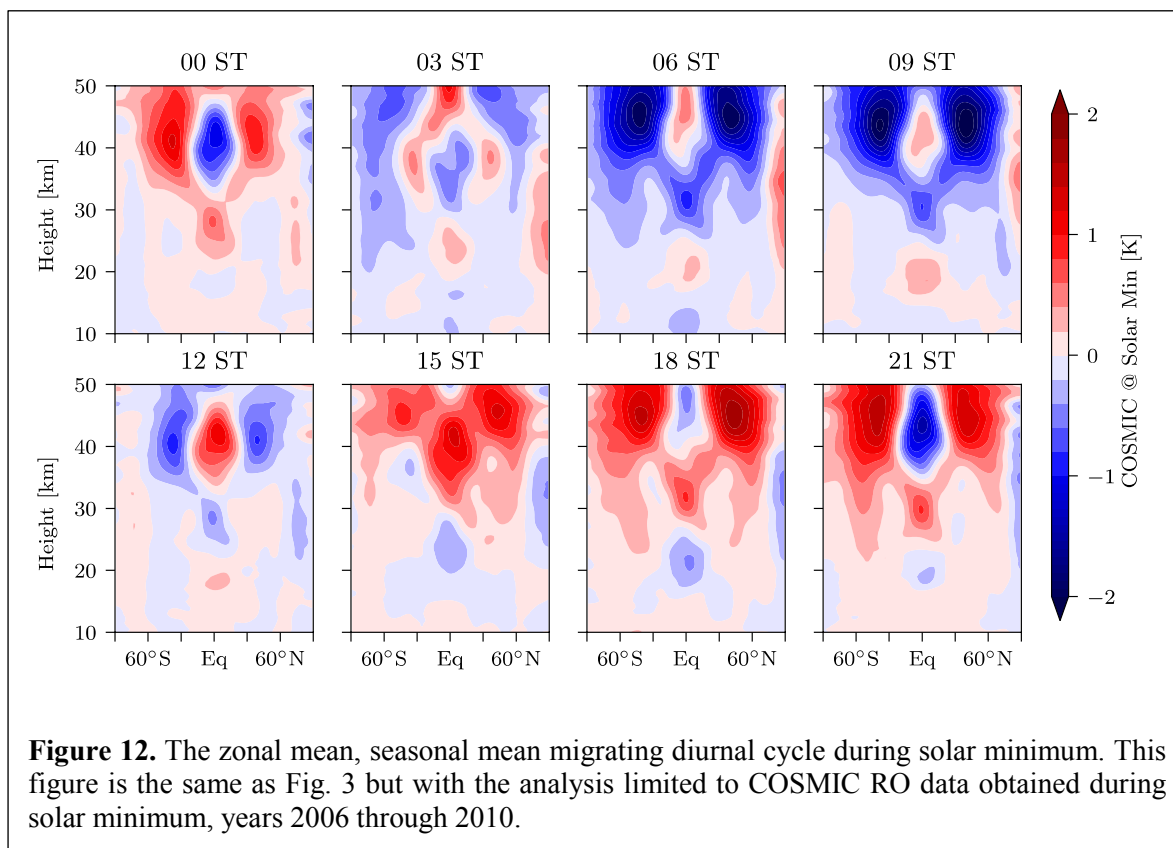 00 ST
03 ST
06 ST
09 ST
50
40
30
20
10
Height [km]
12 ST
15 ST
18 ST
21 ST
50
40
30
20
10
Height [km]
60°S Eq 60°N
60°S Eq 60°N
60°S Eq 60°N
60°S Eq 60°N
2
1
0
−1
−2
COSMIC @ Solar Min [K]
Figure 12. The zonal mean, seasonal mean migrating diurnal cycle during solar minimum. This
figure is the same as Fig. 3 but with the analysis limited to COSMIC RO data obtained during
solar minimum, years 2006 through 2010.